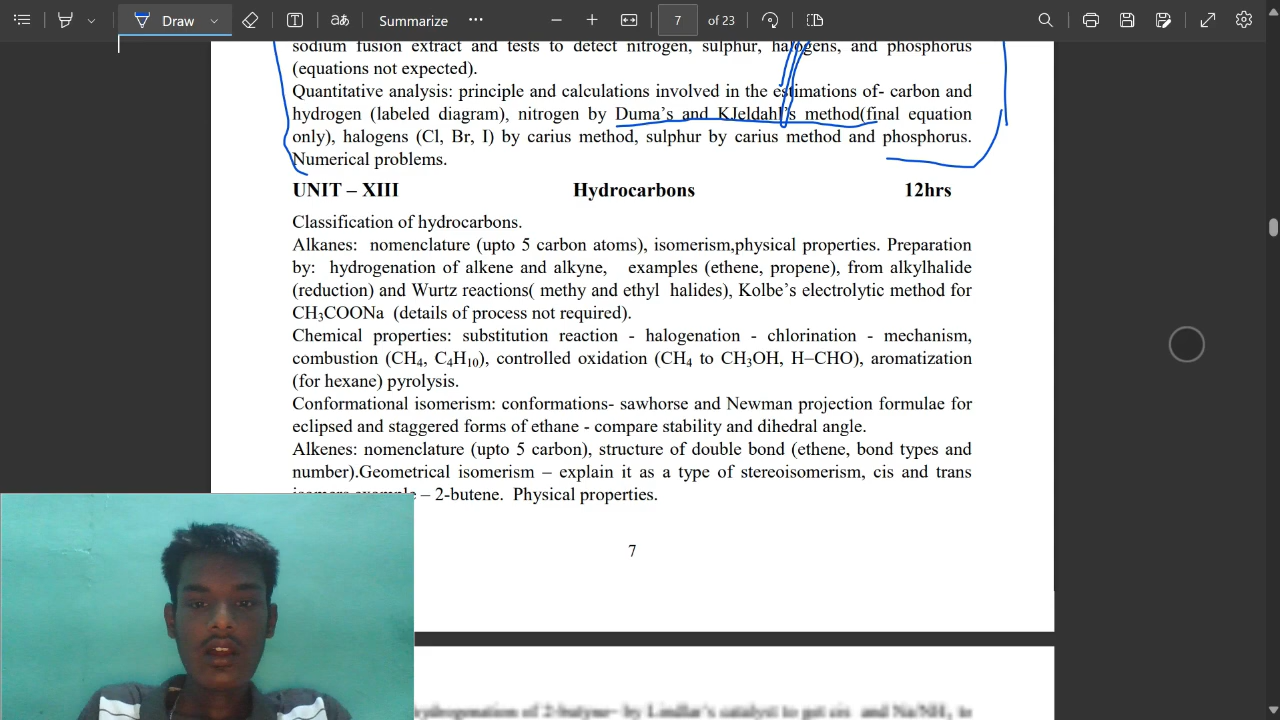 Draw
Summarize
7 of 23
sodium fusion extract and tests to detect nitrogen, sulphur, halogens, and phosphorus
(equations not expected).
Quantitative analysis: principle and calculations involved in the estimations of- carbon and
hydrogen (labeled diagram), nitrogen by Duma's and KJeldahl's method(final equation
only), halogens (Cl, Br, I) by carius method, sulphur by carius method and phosphorus.
Numerical problems.
UNIT – XIII Hydrocarbons 12hrs
Classification of hydrocarbons.
Alkanes: nomenclature (upto 5 carbon atoms), isomerism,physical properties. Preparation
by: hydrogenation of alkene and alkyne, examples (ethene, propene), from alkylhalide
(reduction) and Wurtz reactions( methy and ethyl halides), Kolbe's electrolytic method for
CH₃COONa (details of process not required).
Chemical properties: substitution reaction - halogenation - chlorination - mechanism,
combustion (CH₄, C₄H₁₀), controlled oxidation (CH₄ to CH₃OH, H–CHO), aromatization
(for hexane) pyrolysis.
Conformational isomerism: conformations- sawhorse and Newman projection formulae for
eclipsed and staggered forms of ethane - compare stability and dihedral angle.
Alkenes: nomenclature (upto 5 carbon), structure of double bond (ethene, bond types and
number).Geometrical isomerism – explain it as a type of stereoisomerism, cis and trans
– 2-butene. Physical properties.
7